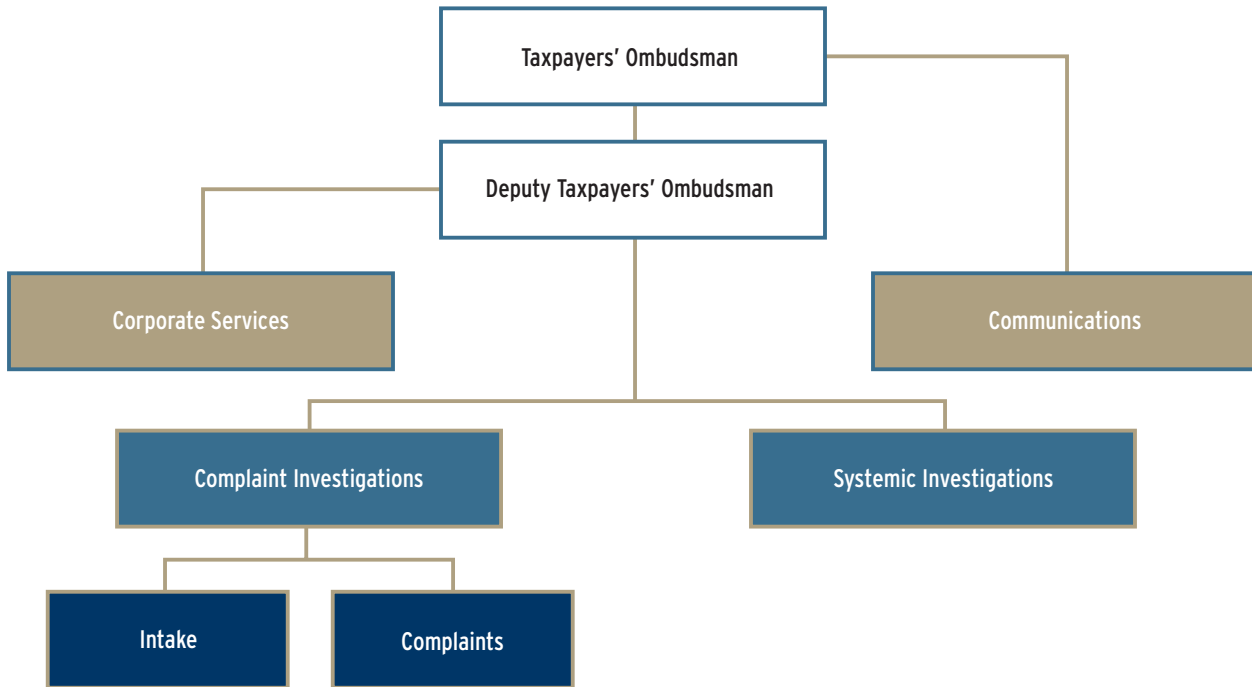 Taxpayers’ Ombudsman
Deputy Taxpayers’ Ombudsman
Corporate Services
Communications
Complaint Investigations
Systemic Investigations
Intake
Complaints